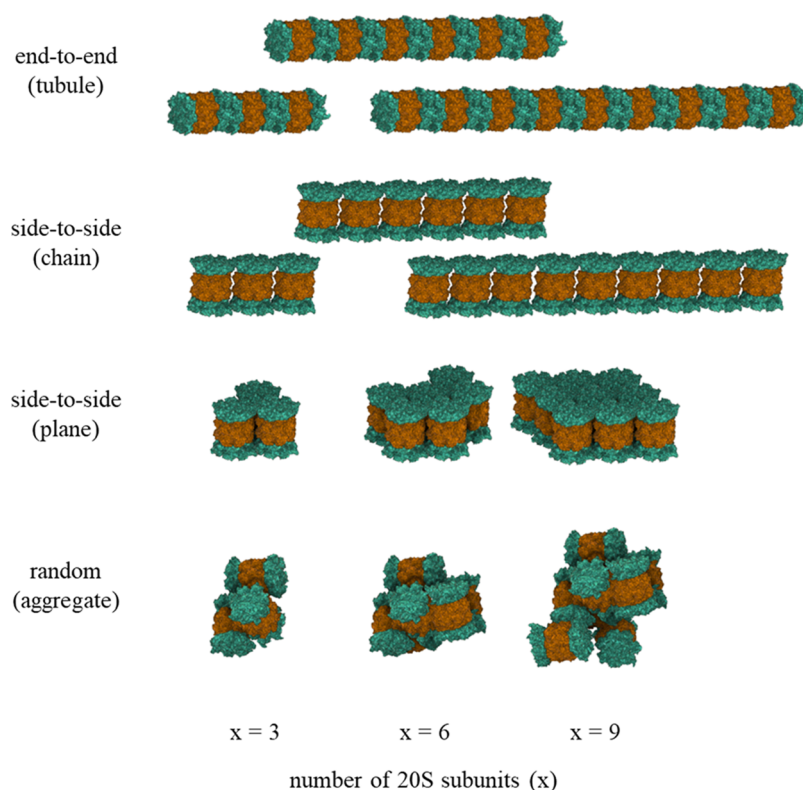 end-to-end
(tubule)
side-to-side
(chain)
side-to-side
(plane)
random
(aggregate)
x = 3 x = 6 x = 9
number of 20S subunits (x)